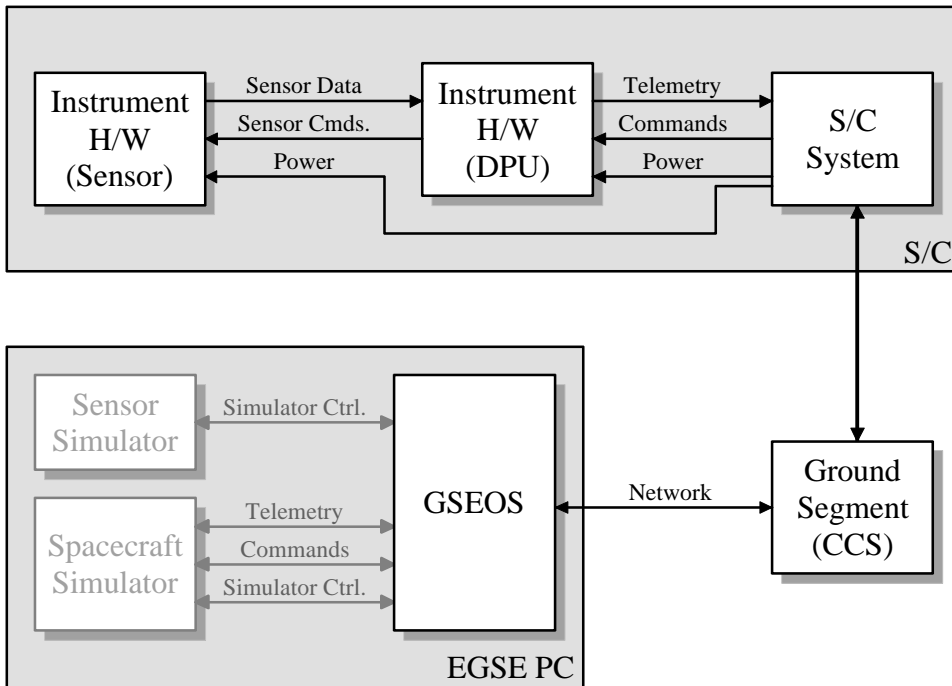 Instrument
H/W
(Sensor)
Sensor Data
Sensor Cmds.
Power
Instrument
H/W
(DPU)
Telemetry
Commands
Power
S/C
System
S/C
Sensor
Simulator
Simulator Ctrl.
Spacecraft
Simulator
Telemetry
Commands
Simulator Ctrl.
GSEOS
Network
Ground
Segment
(CCS)
EGSE PC